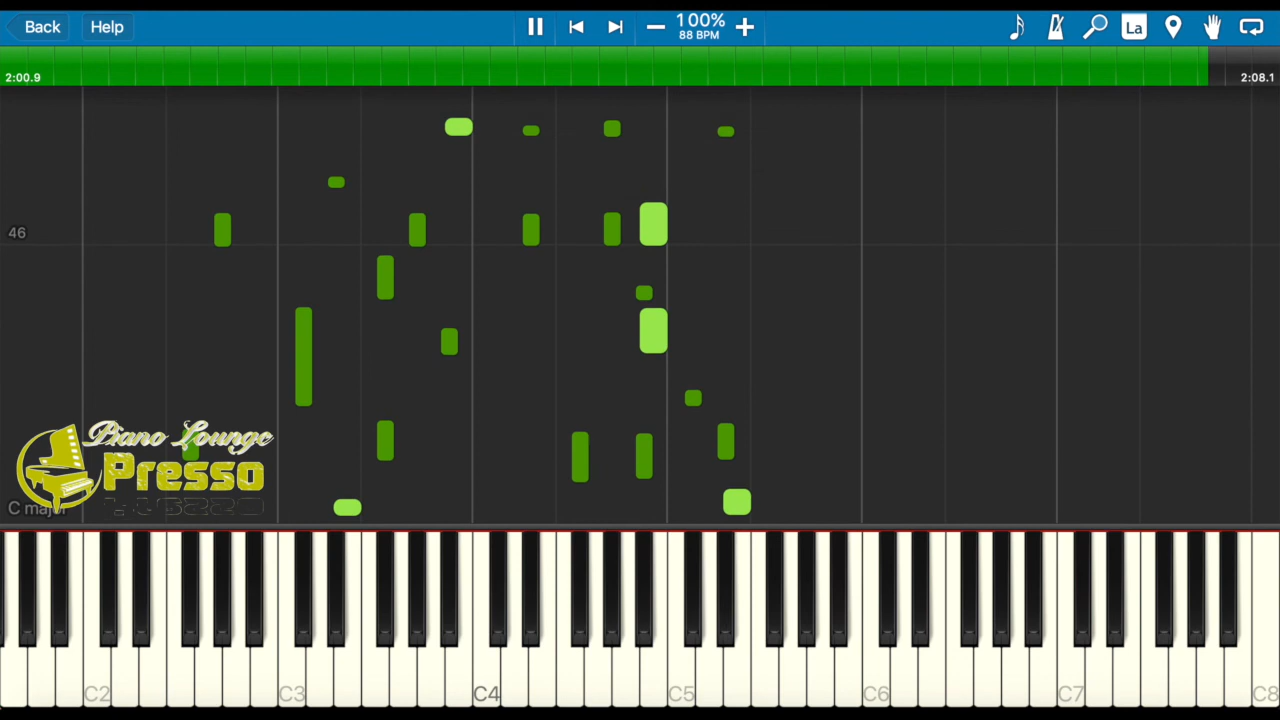 Back
Help
100%
88 BPM
La
2:00.9
2:08.1
46
Piano Lounge
Presso
C major
C2
C3
C4
C5
C6
C7
C8